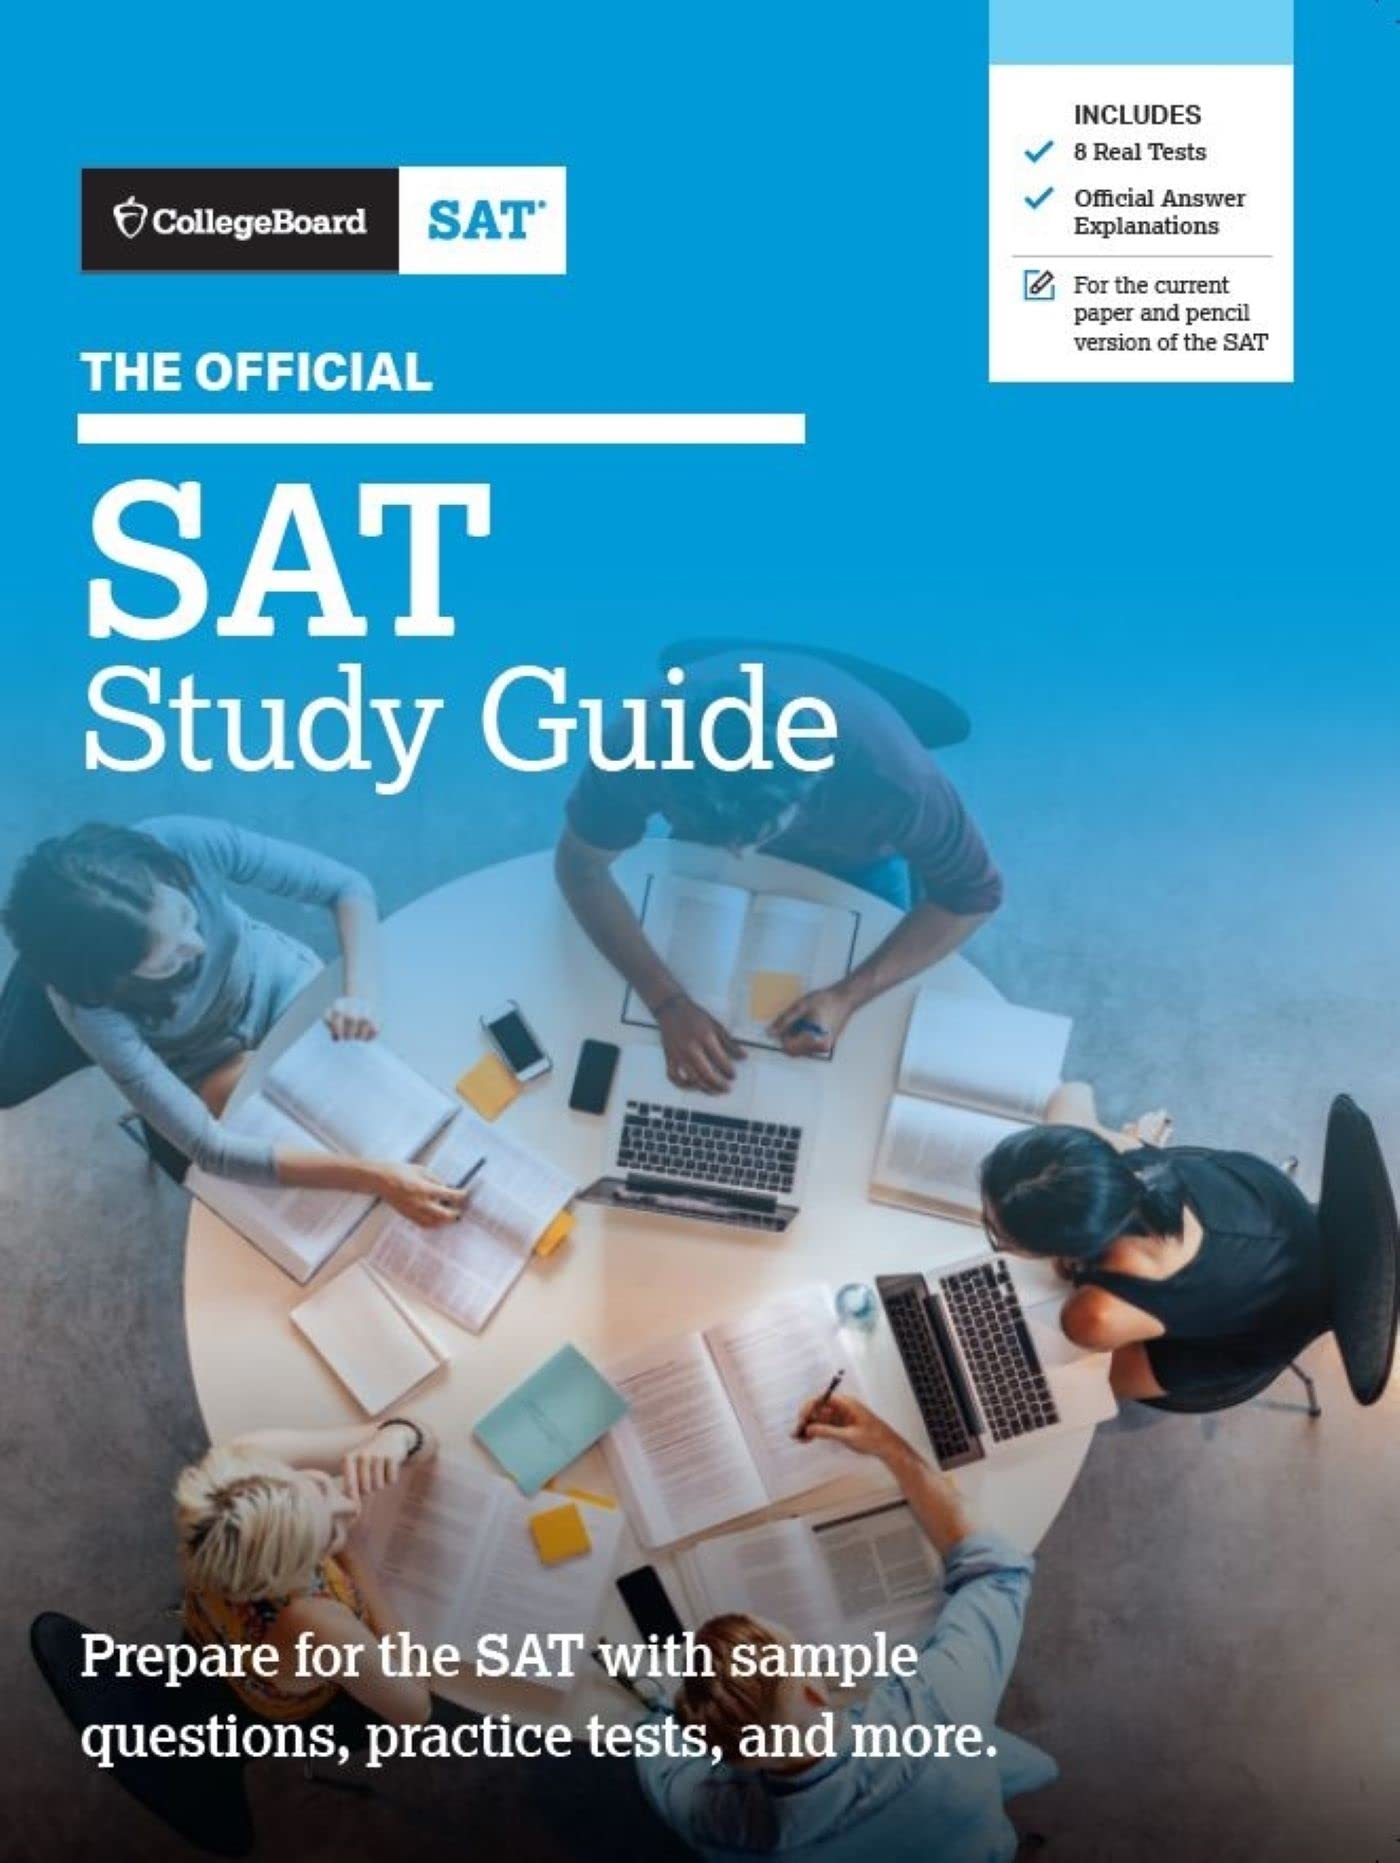 INCLUDES
8 Real Tests
Official Answer
Explanations
For the current
paper and pencil
version of the SAT
CollegeBoard SAT®
THE OFFICIAL
SAT
Study Guide
Prepare for the SAT with sample
questions, practice tests, and more.